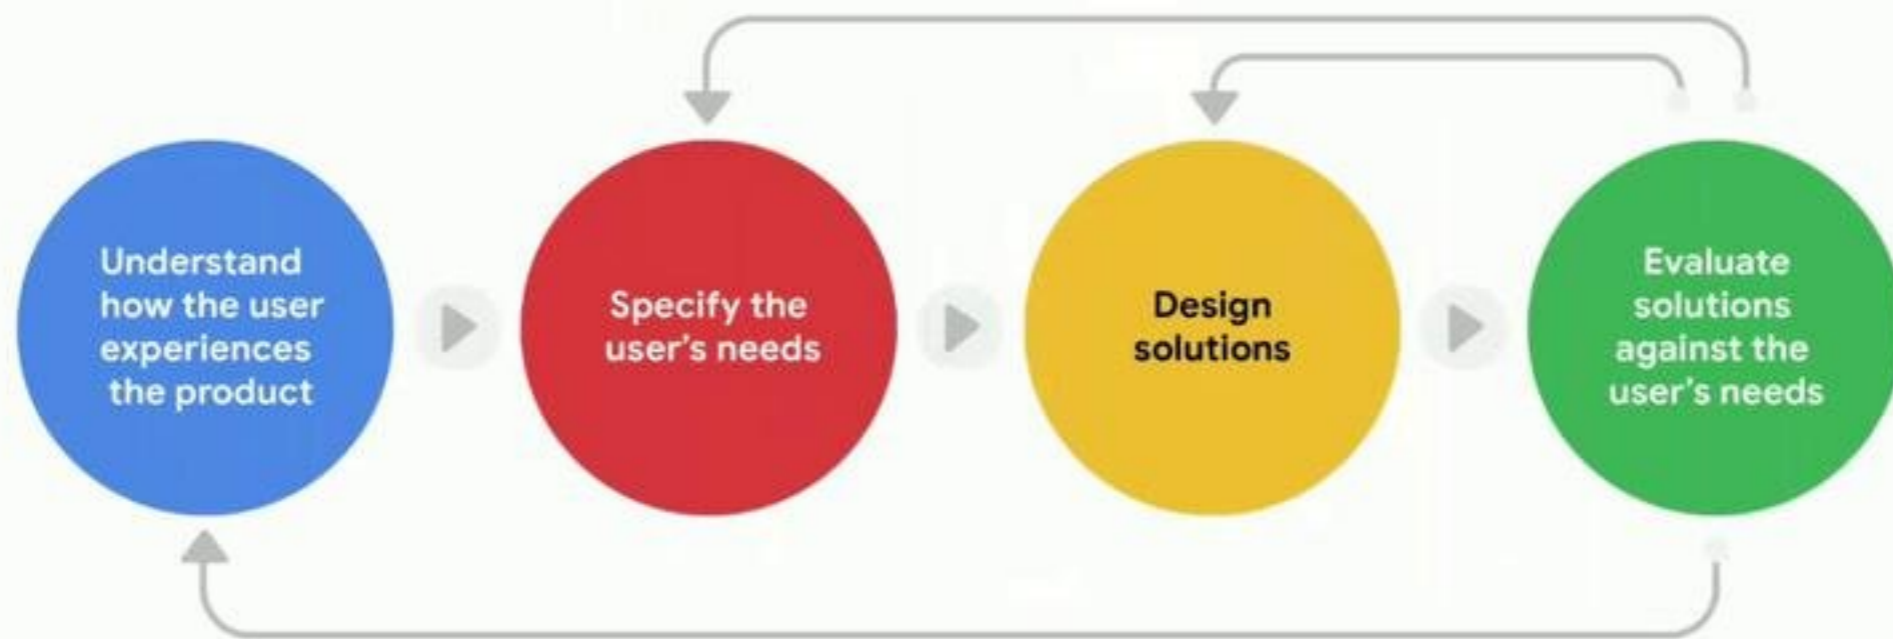 Understand
how the user
experiences
the product
Specify the
user's needs
Design
solutions
Evaluate
solutions
against the
user's needs